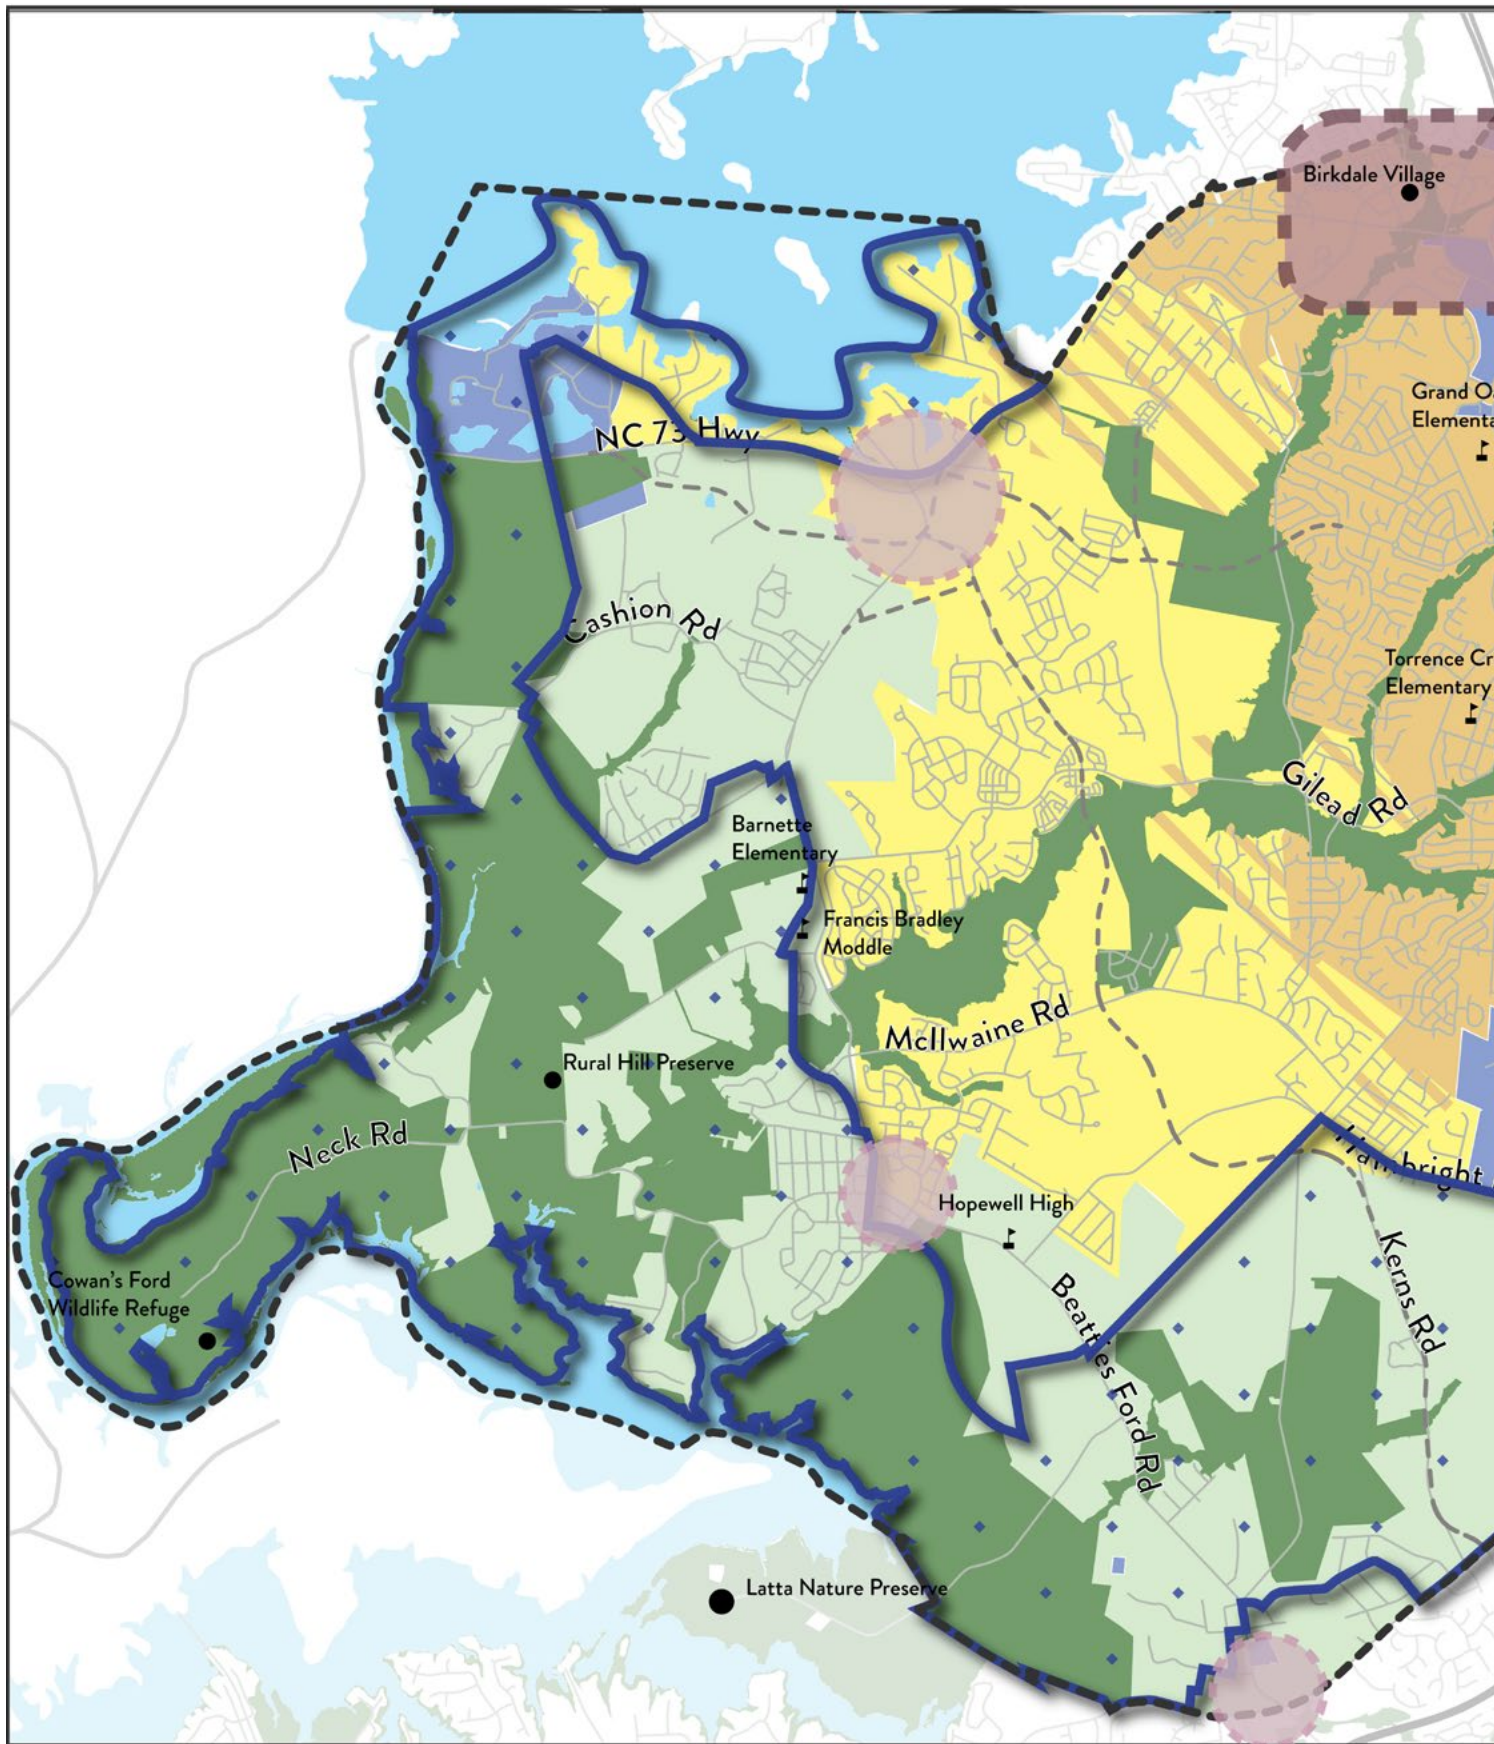 Birkdale Village
Grand O
Elementa
NC 73 Hwy
Cashion Rd
Torrence Cr
Elementary
Gilead Rd
Barnette
Elementary
Francis Bradley
Moddle
McIlwaine Rd
Rural Hill Preserve
Neck Rd
Hambright
Hopewell High
Kerns Rd
Cowan's Ford
Wildlife Refuge
Beatties Ford Rd
Latta Nature Preserve